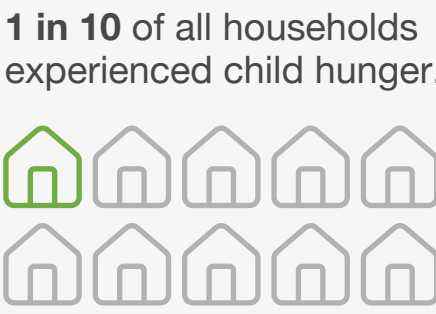 1 in 10 of all households
experienced child hunger.